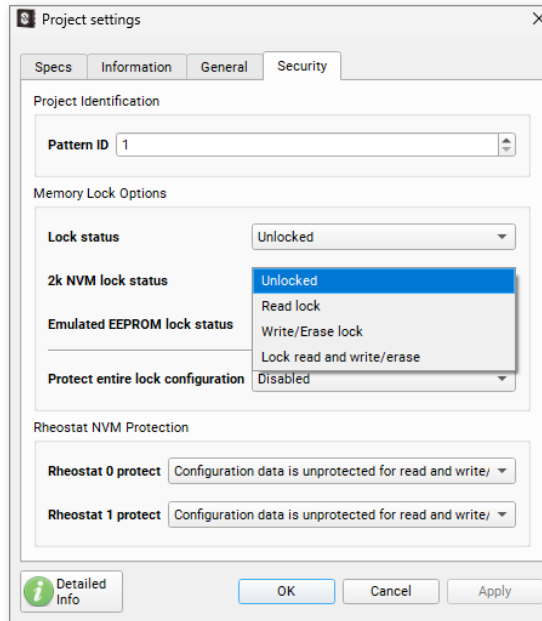 Project settings
Specs Information General Security
Project Identification
Pattern ID 1
Memory Lock Options
Lock status Unlocked
2k NVM lock status Unlocked
Read lock
Emulated EEPROM lock status Write/Erase lock
Lock read and write/erase
Protect entire lock configuration Disabled
Rheostat NVM Protection
Rheostat 0 protect Configuration data is unprotected for read and write/
Rheostat 1 protect Configuration data is unprotected for read and write/
Detailed
Info
OK Cancel Apply